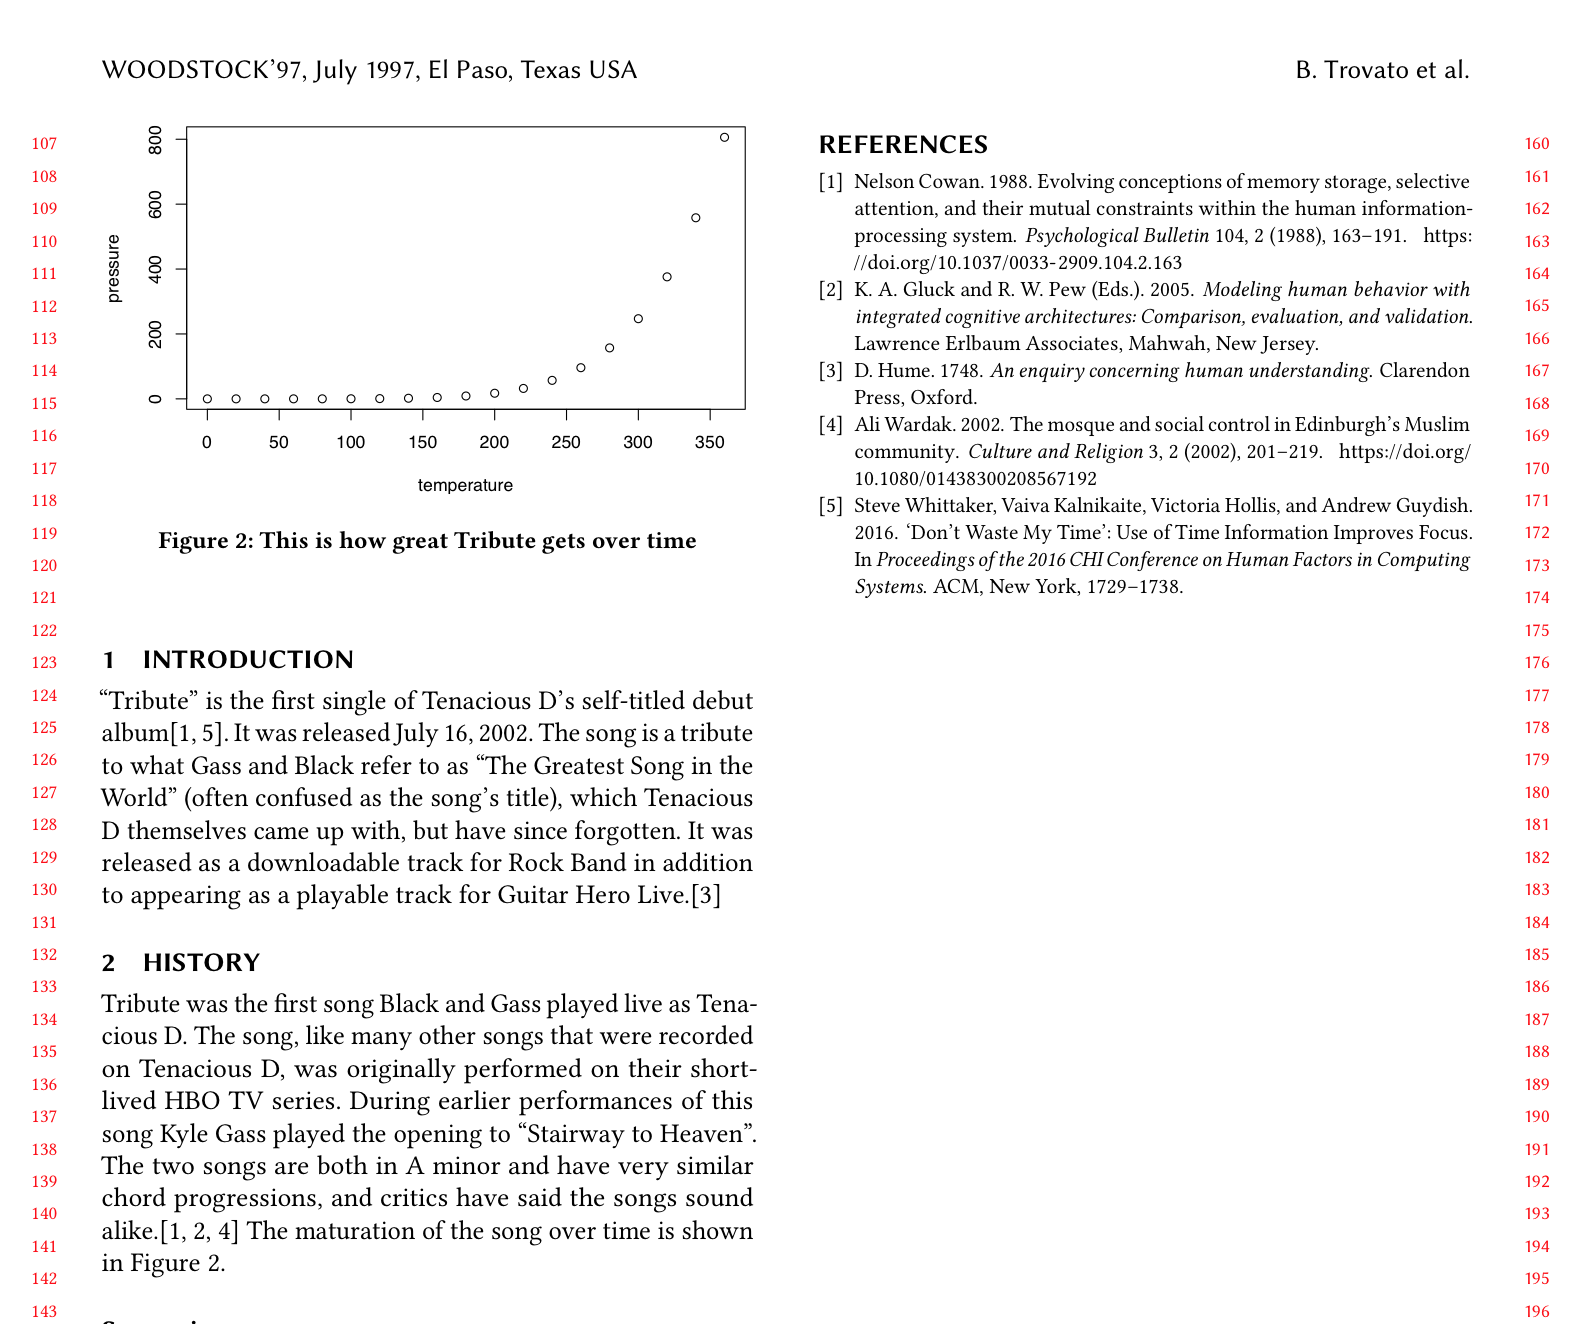 WOODSTOCK’97, July 1997, El Paso, Texas USA
B. Trovato et al.
107
108
109
110
111
112
113
114
115
116
117
118
119
120
121
122
123
124
125
126
127
128
129
130
131
132
133
134
135
136
137
138
139
140
141
142
143
800
600
400
200
0
pressure
0 50 100 150 200 250 300 350
temperature
Figure 2: This is how great Tribute gets over time
1 INTRODUCTION
“Tribute” is the first single of Tenacious D’s self-titled debut
album[1, 5]. It was released July 16, 2002. The song is a tribute
to what Gass and Black refer to as “The Greatest Song in the
World” (often confused as the song’s title), which Tenacious
D themselves came up with, but have since forgotten. It was
released as a downloadable track for Rock Band in addition
to appearing as a playable track for Guitar Hero Live.[3]
2 HISTORY
Tribute was the first song Black and Gass played live as Tena-
cious D. The song, like many other songs that were recorded
on Tenacious D, was originally performed on their short-
lived HBO TV series. During earlier performances of this
song Kyle Gass played the opening to “Stairway to Heaven”.
The two songs are both in A minor and have very similar
chord progressions, and critics have said the songs sound
alike.[1, 2, 4] The maturation of the song over time is shown
in Figure 2.
REFERENCES
[1] Nelson Cowan. 1988. Evolving conceptions of memory storage, selective
attention, and their mutual constraints within the human information-
processing system. Psychological Bulletin 104, 2 (1988), 163–191. https:
//doi.org/10.1037/0033-2909.104.2.163
[2] K. A. Gluck and R. W. Pew (Eds.). 2005. Modeling human behavior with
integrated cognitive architectures: Comparison, evaluation, and validation.
Lawrence Erlbaum Associates, Mahwah, New Jersey.
[3] D. Hume. 1748. An enquiry concerning human understanding. Clarendon
Press, Oxford.
[4] Ali Wardak. 2002. The mosque and social control in Edinburgh’s Muslim
community. Culture and Religion 3, 2 (2002), 201–219. https://doi.org/
10.1080/01438300208567192
[5] Steve Whittaker, Vaiva Kalnikaite, Victoria Hollis, and Andrew Guydish.
2016. ‘Don’t Waste My Time’: Use of Time Information Improves Focus.
In Proceedings of the 2016 CHI Conference on Human Factors in Computing
Systems. ACM, New York, 1729–1738.
160
161
162
163
164
165
166
167
168
169
170
171
172
173
174
175
176
177
178
179
180
181
182
183
184
185
186
187
188
189
190
191
192
193
194
195
196